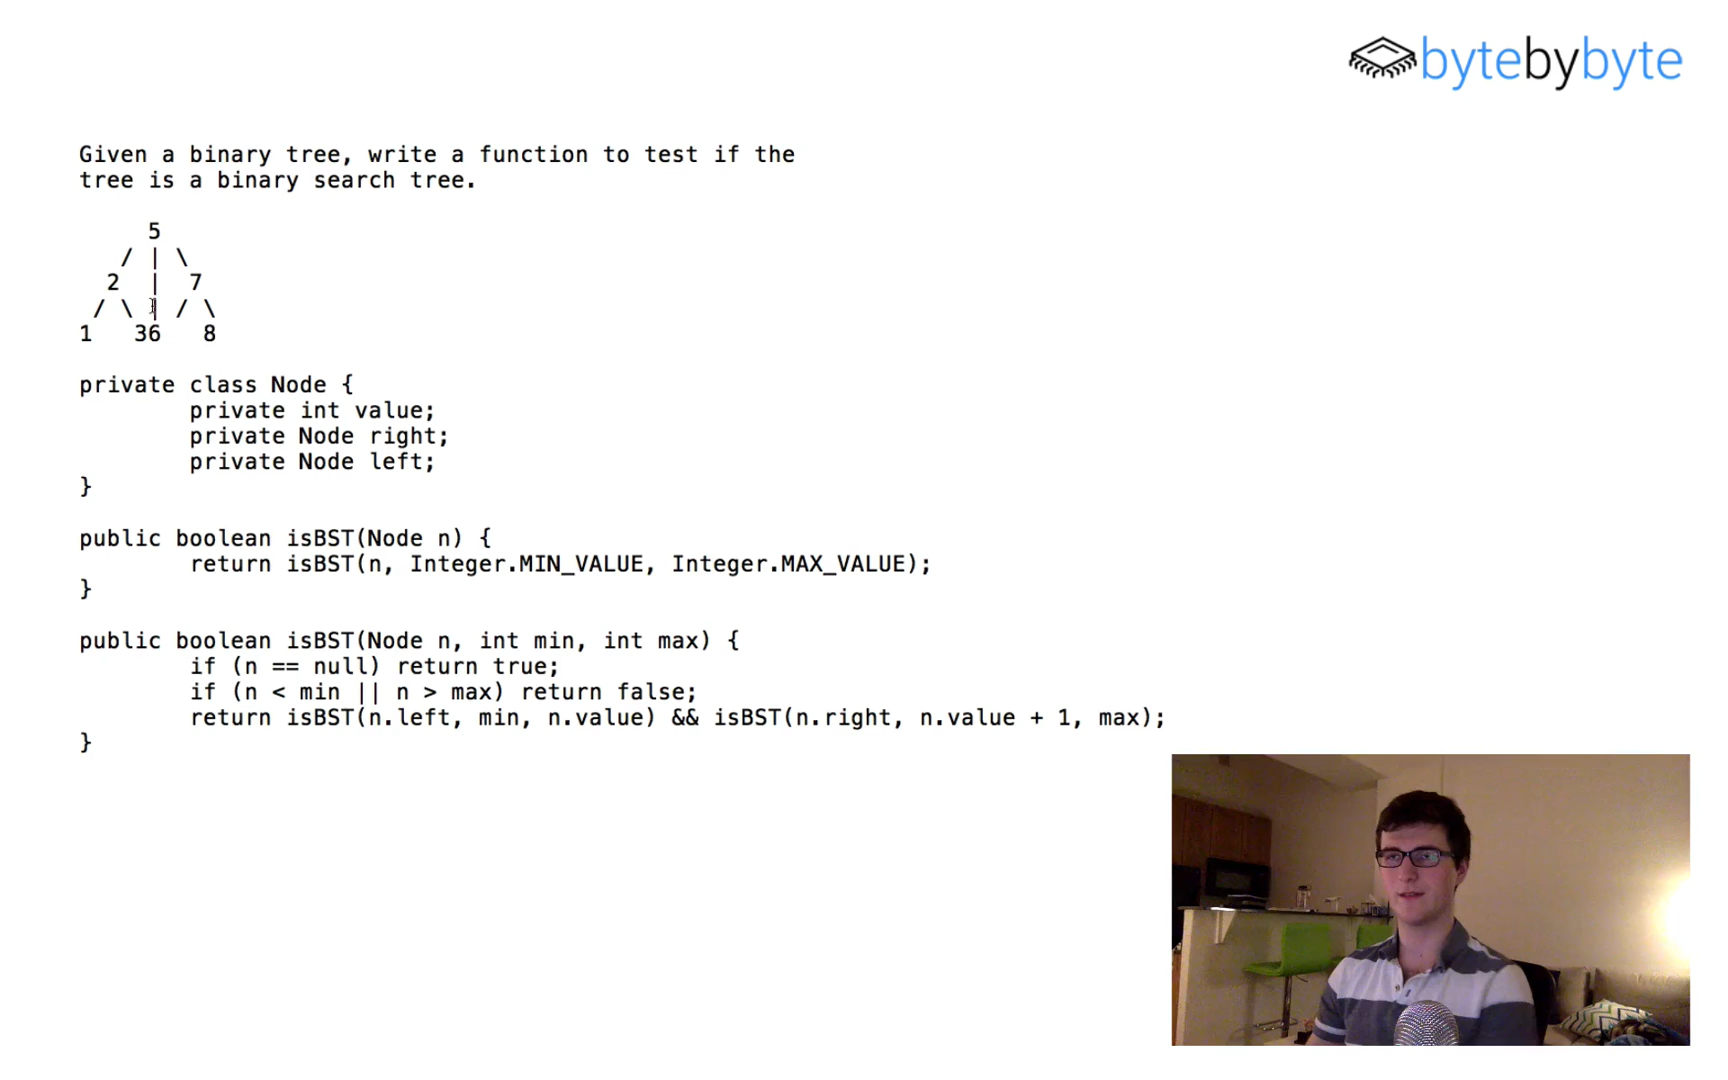 bytebybyte
Given a binary tree, write a function to test if the
tree is a binary search tree.
5
/ | \
2 | 7
/ \ | / \
1 36 8
private class Node {
private int value;
private Node right;
private Node left;
}
public boolean isBST(Node n) {
return isBST(n, Integer.MIN_VALUE, Integer.MAX_VALUE);
}
public boolean isBST(Node n, int min, int max) {
if (n == null) return true;
if (n < min || n > max) return false;
return isBST(n.left, min, n.value) && isBST(n.right, n.value + 1, max);
}